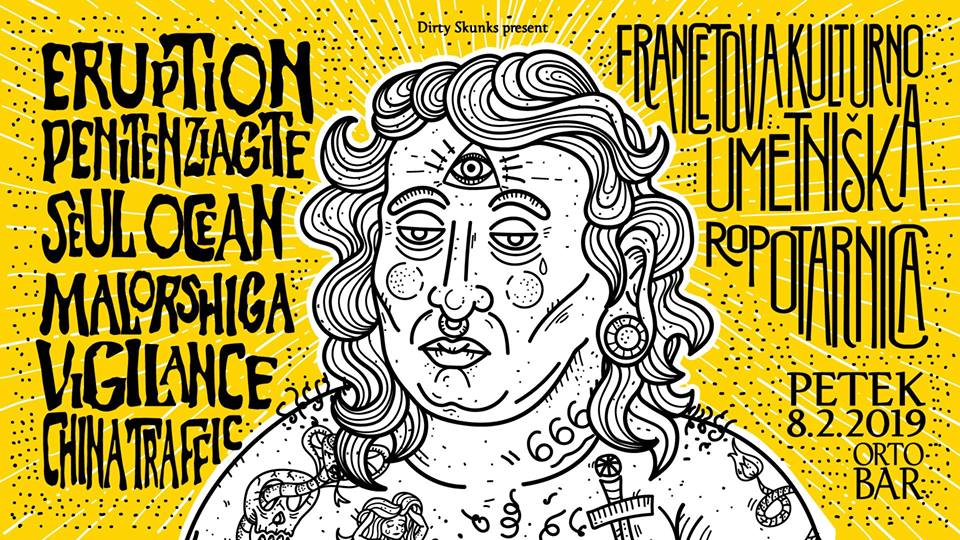 Dirty Skunks present
ERUPTION
PENITENZIAGITE
SEUL OCEAN
MALORSHIGA
VIGILANCE
CHINA TRAFFIC
FRANCETOVA KULTURNO
UMETNIŠKA
ROPOTARNICA
PETEK
8.2.2019
ORTO
BAR
666